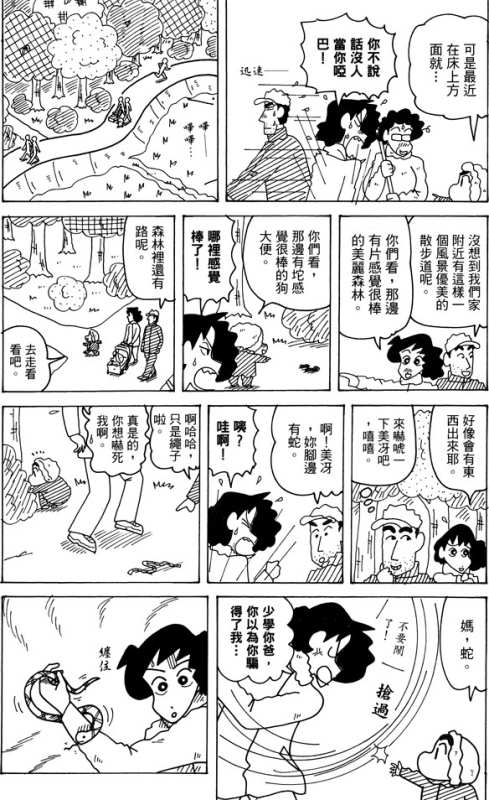 可是最近
在床上方
面就…
你不說
話沒人
當你啞
巴！
迅速
嘩…
嘩…
沒想到我們家
附近有這樣一
個風景優美的
散步道呢。
你們看，那邊
有片感覺很棒
的美麗森林。
你們看，
那邊有坨感
覺很棒的狗
大便。
哪裡感覺
棒了！
森林裡還有
路呢。
去走看
看吧。
好像會有東
西出來耶。
來嚇唬一
下美冴吧
，嘻嘻。
啊！美冴
，妳腳邊
有蛇。
咦？
哇啊！
啊哈哈，
只是繩子
啦。
真是的，
你想嚇死
我啊。
媽，蛇。
不要鬧
了！
搶過
少學你爸，
你以為你騙
得了我…
纏住